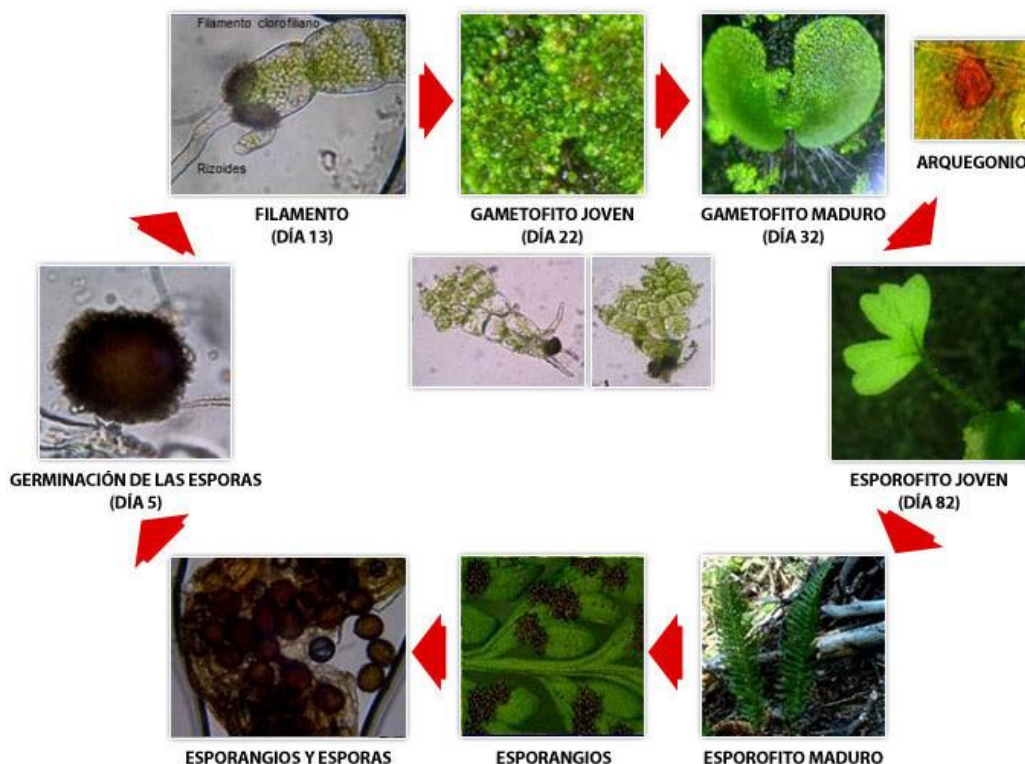 Filamento clorofiliano
Rizoides
FILAMENTO
(DÍA 13)
GAMETOFITO JOVEN
(DÍA 22)
GAMETOFITO MADURO
(DÍA 32)
ARQUEGONIO
GERMINACIÓN DE LAS ESPORAS
(DÍA 5)
ESPOROFITO JOVEN
(DÍA 82)
ESPORANGIOS Y ESPORAS
ESPORANGIOS
ESPOROFITO MADURO